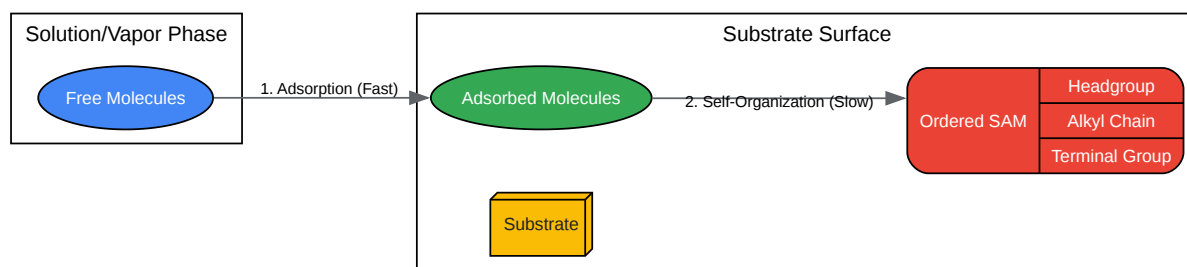 Solution/Vapor Phase
Free Molecules
1. Adsorption (Fast)
Substrate Surface
Adsorbed Molecules
2. Self-Organization (Slow)
Ordered SAM
Headgroup
Alkyl Chain
Terminal Group
Substrate